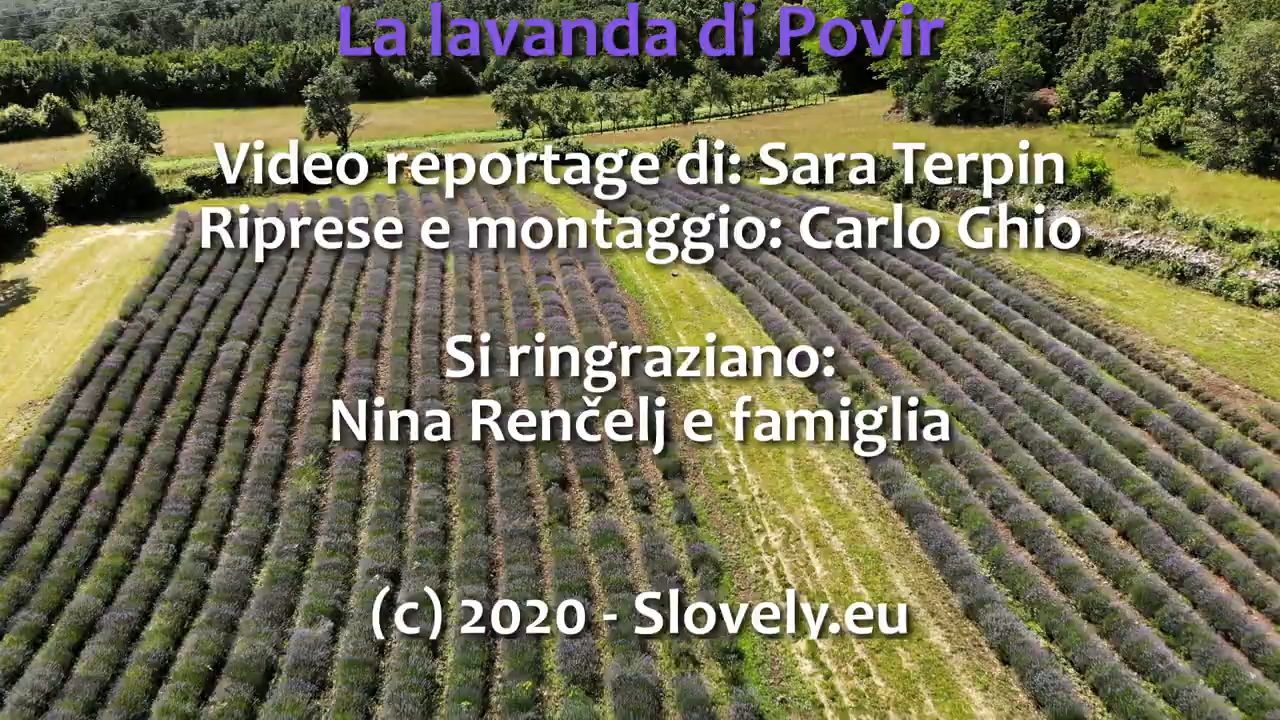 La lavanda di Povir
Video reportage di: Sara Terpin
Riprese e montaggio: Carlo Ghio
Si ringraziano:
Nina Renčelj e famiglia
(c) 2020 - Slovely.eu